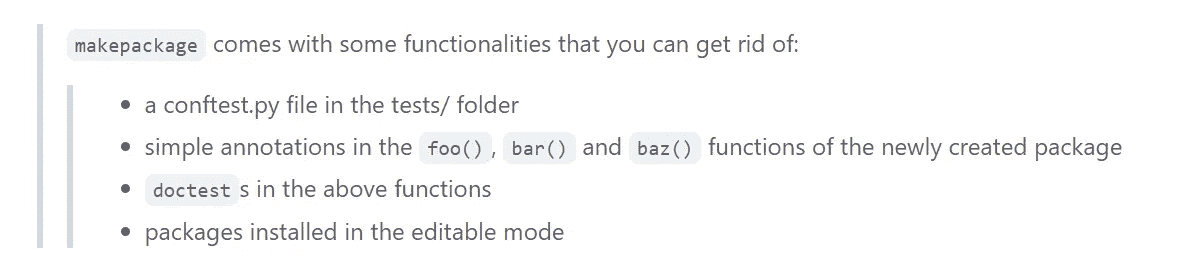 makepackage comes with some functionalities that you can get rid of:
• a conftest.py file in the tests/ folder
• simple annotations in the foo(), bar() and baz() functions of the newly created package
• doctest s in the above functions
• packages installed in the editable mode